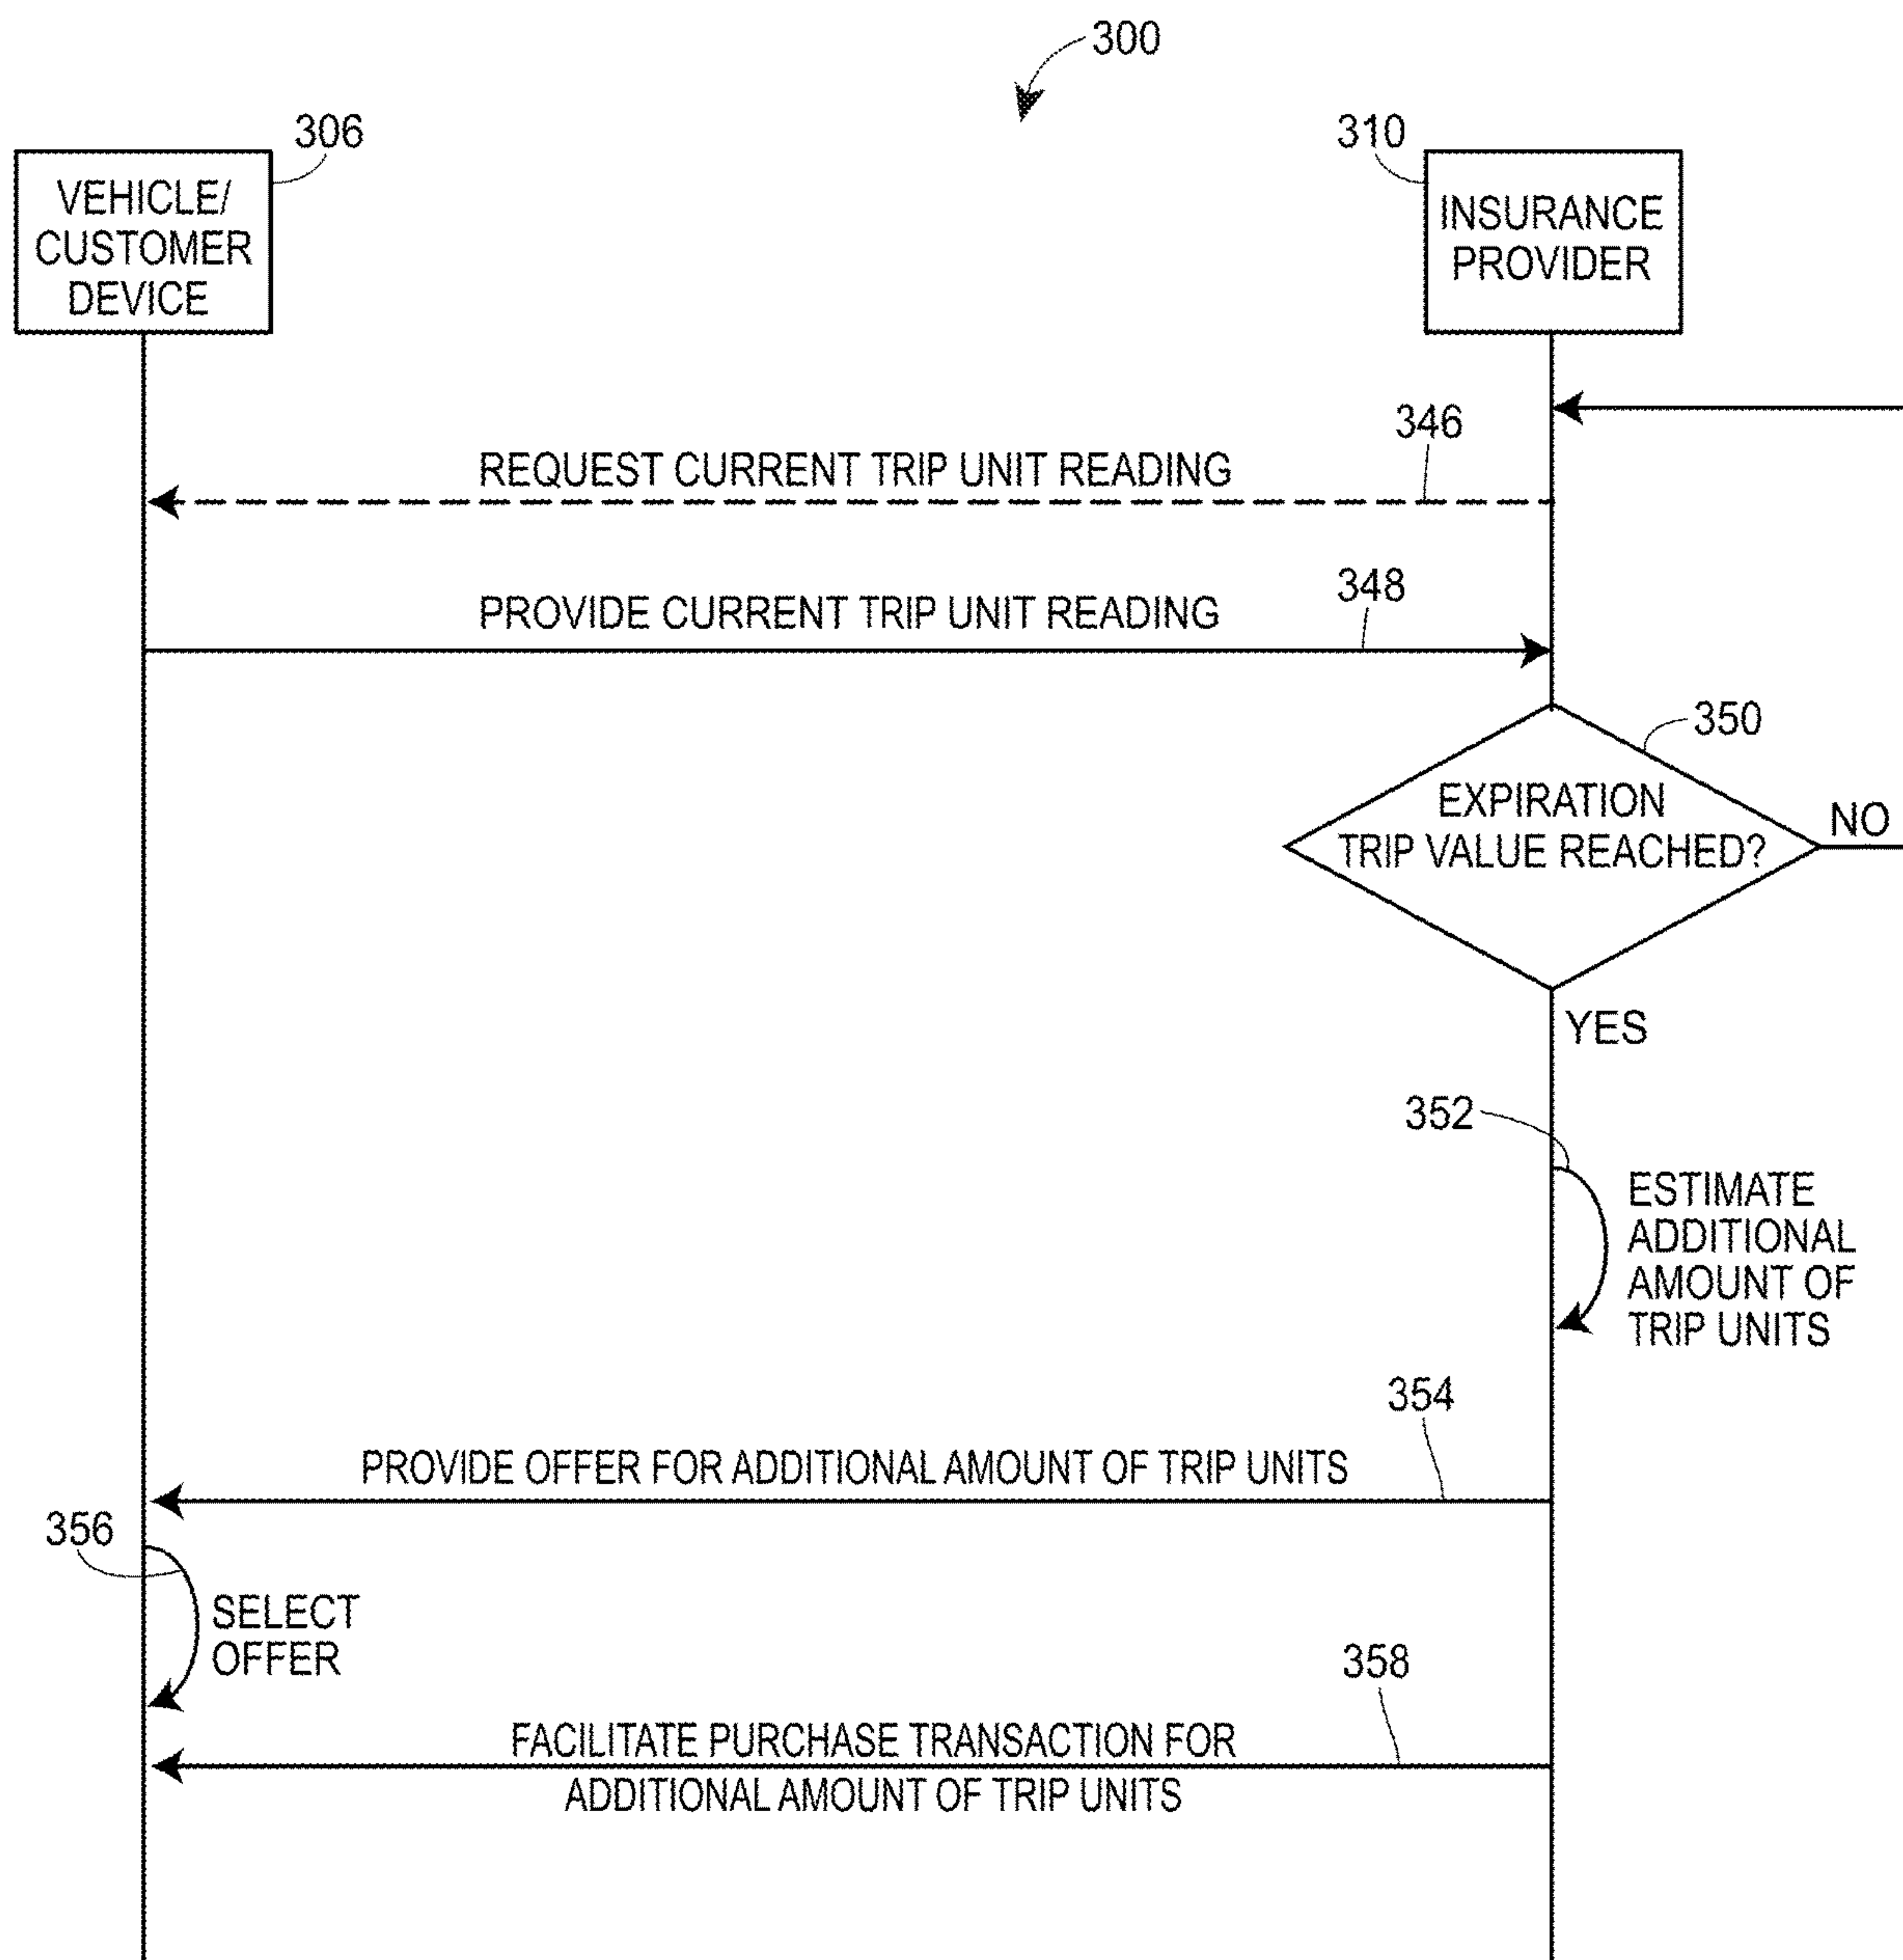 300
306
310
VEHICLE/
CUSTOMER
DEVICE
INSURANCE
PROVIDER
346
REQUEST CURRENT TRIP UNIT READING
348
PROVIDE CURRENT TRIP UNIT READING
350
EXPIRATION
TRIP VALUE REACHED?
NO
YES
352
ESTIMATE
ADDITIONAL
AMOUNT OF
TRIP UNITS
354
PROVIDE OFFER FOR ADDITIONAL AMOUNT OF TRIP UNITS
356
SELECT
OFFER
358
FACILITATE PURCHASE TRANSACTION FOR
ADDITIONAL AMOUNT OF TRIP UNITS